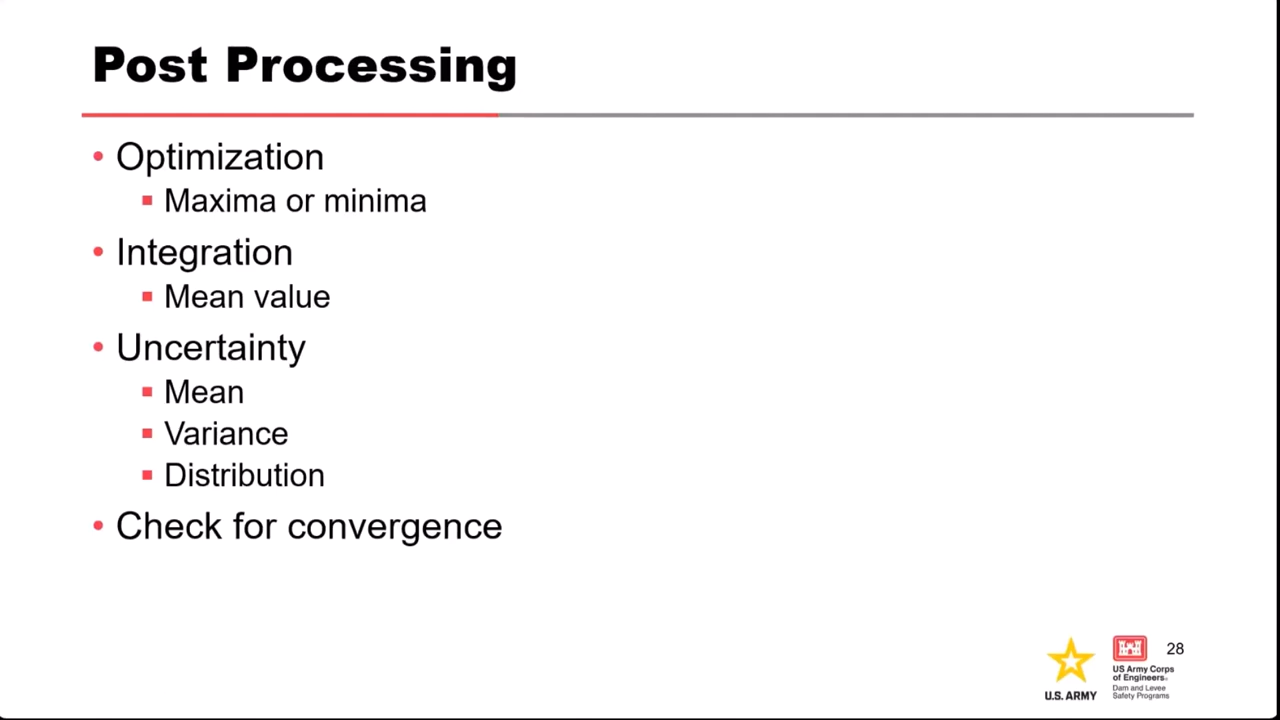 Post Processing
• Optimization
▪ Maxima or minima
• Integration
▪ Mean value
• Uncertainty
▪ Mean
▪ Variance
▪ Distribution
• Check for convergence
U.S. ARMY
US Army Corps
of Engineers®
Dam and Levee
Safety Programs
28